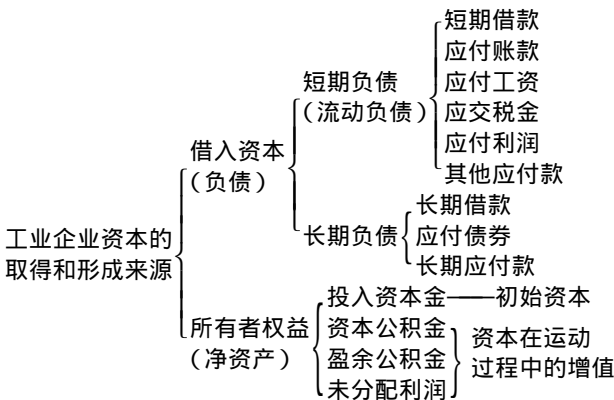 短期借款
应付账款
短期负债
应付工资
(流动负债)
应交税金
应付利润
借入资本
其他应付款
(负债)
长期借款
工业企业资本的
长期负债
应付债券
取得和形成来源
长期应付款
投入资本金——初始资本
所有者权益
资本公积金
资本在运动
(净资产)
盈余公积金
过程中的增值
未分配利润